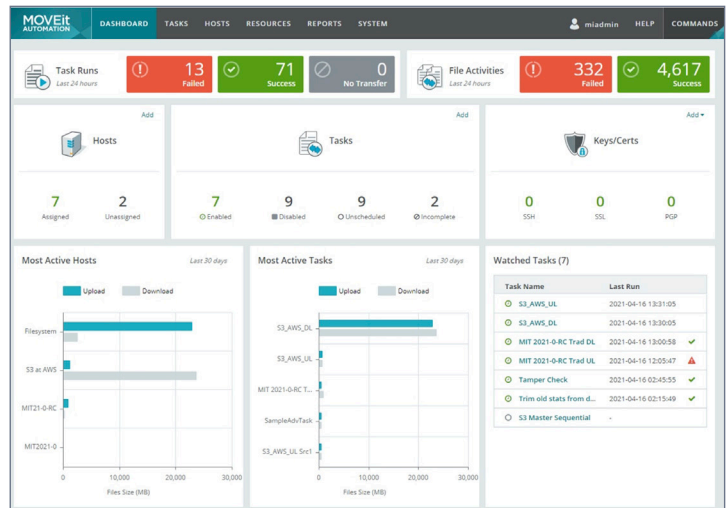 MOVEit
AUTOMATION
DASHBOARD TASKS HOSTS RESOURCES REPORTS SYSTEM miadmin HELP COMMANDS
Task Runs
Last 24 hours
13
Failed
71
Success
0
No Transfer
File Activities
Last 24 hours
332
Failed
4,617
Success
Add
Hosts
7 2
Assigned Unassigned
Add
Tasks
7 9 9 2
Enabled Disabled Unscheduled Incomplete
Add
Keys/Certs
0 0 0
SSH SSL PGP
Most Active Hosts Last 30 days
Upload Download
Filesystem
S3 at AWS
MIT21-0-RC
MIT2021-0
0 10,000 20,000 30,000
Files Size (MB)
Most Active Tasks Last 30 days
Upload Download
S3_AWS_DL
S3_AWS_UL
MIT 2021-0-RC T...
SampleAdvTask
S3_AWS_UL Src1
0 10,000 20,000 30,000
Files Size (MB)
Watched Tasks (7)
Task Name Last Run
S3_AWS_UL 2021-04-16 13:31:05
S3_AWS_DL 2021-04-16 13:30:05
MIT 2021-0-RC Trad DL 2021-04-16 13:00:58
MIT 2021-0-RC Trad UL 2021-04-16 12:05:47
Tamper Check 2021-04-16 02:45:55
Trim old stats from d... 2021-04-16 02:15:49
S3 Master Sequential -